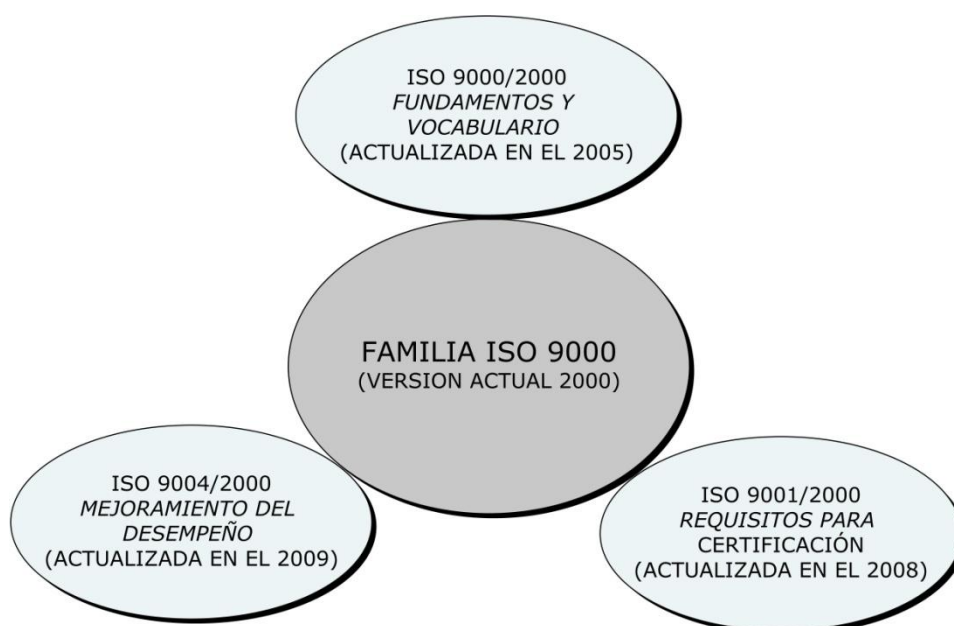 ISO 9000/2000
FUNDAMENTOS Y
VOCABULARIO
(ACTUALIZADA EN EL 2005)
FAMILIA ISO 9000
(VERSION ACTUAL 2000)
ISO 9004/2000
MEJORAMIENTO DEL
DESEMPEÑO
(ACTUALIZADA EN EL 2009)
ISO 9001/2000
REQUISITOS PARA
CERTIFICACIÓN
(ACTUALIZADA EN EL 2008)